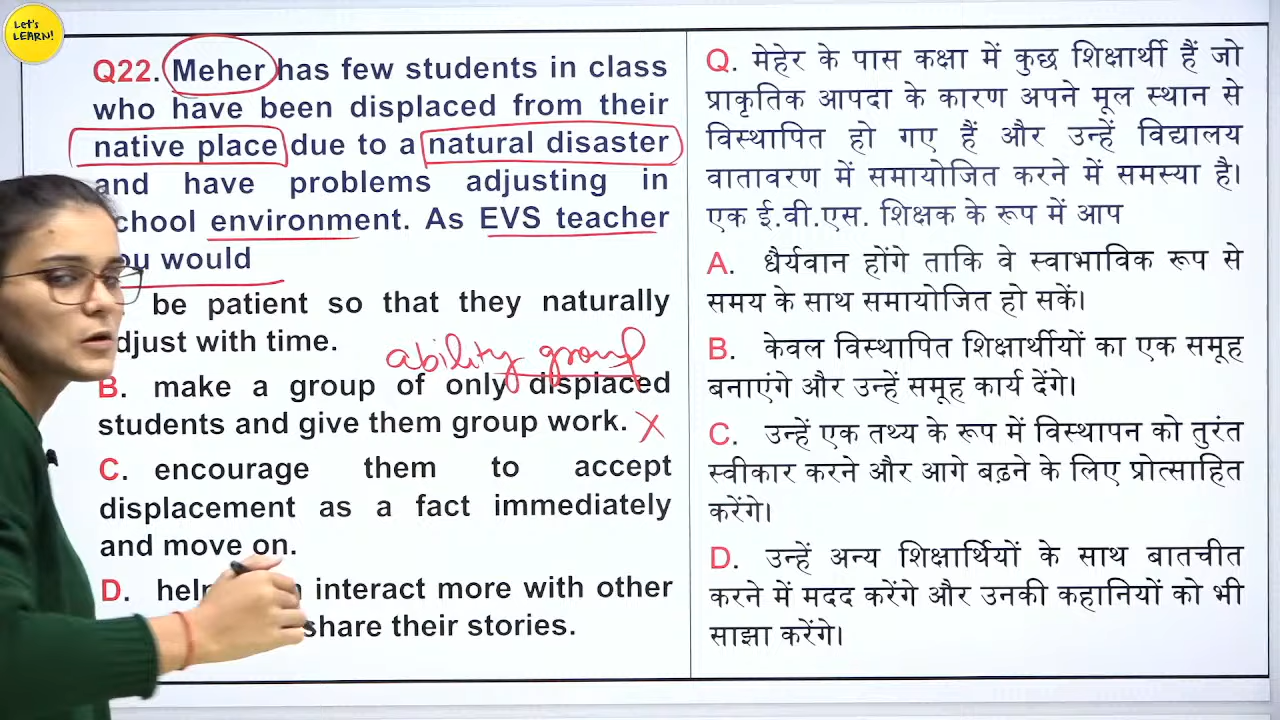 Let's
LEARN!
Q22. Meher has few students in class
who have been displaced from their
native place due to a natural disaster
and have problems adjusting in
chool environment. As EVS teacher
ou would
be patient so that they naturally
djust with time.
ability group
B. make a group of only displaced
students and give them group work. X
C. encourage them to accept
displacement as a fact immediately
and move on.
D. help interact more with other
share their stories.
Q. मेहेर के पास कक्षा में कुछ शिक्षार्थी हैं जो
प्राकृतिक आपदा के कारण अपने मूल स्थान से
विस्थापित हो गए हैं और उन्हें विद्यालय
वातावरण में समायोजित करने में समस्या है।
एक ई.वी.एस. शिक्षक के रूप में आप
A. धैर्यवान होंगे ताकि वे स्वाभाविक रूप से
समय के साथ समायोजित हो सकें।
B. केवल विस्थापित शिक्षार्थीयों का एक समूह
बनाएंगे और उन्हें समूह कार्य देंगे।
C. उन्हें एक तथ्य के रूप में विस्थापन को तुरंत
स्वीकार करने और आगे बढ़ने के लिए प्रोत्साहित
करेंगे।
D. उन्हें अन्य शिक्षार्थियों के साथ बातचीत
करने में मदद करेंगे और उनकी कहानियों को भी
साझा करेंगे।